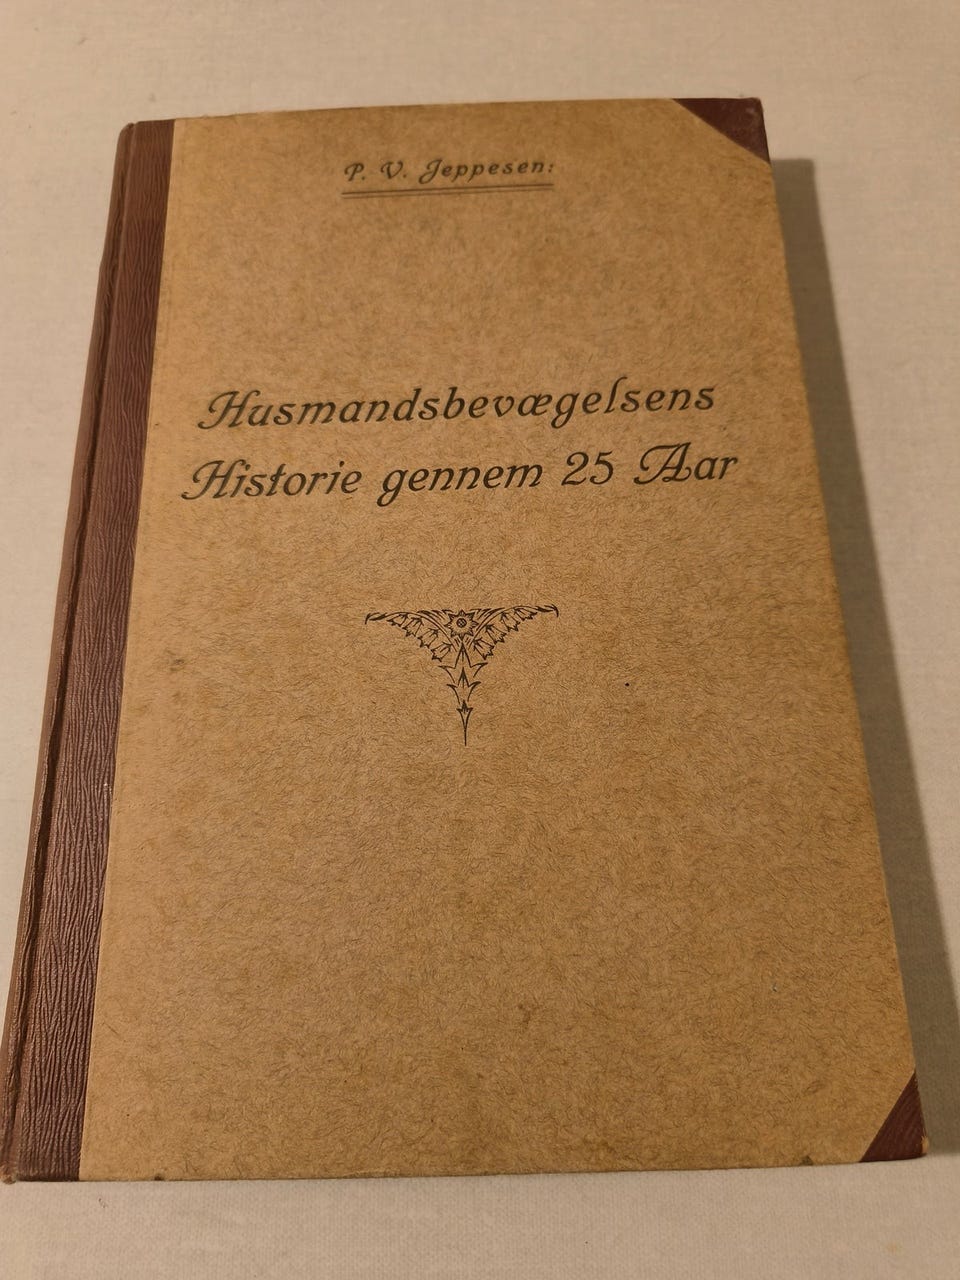 P. V. Jeppesen:
Husmandsbevægelsens
Historie gennem 25 Aar